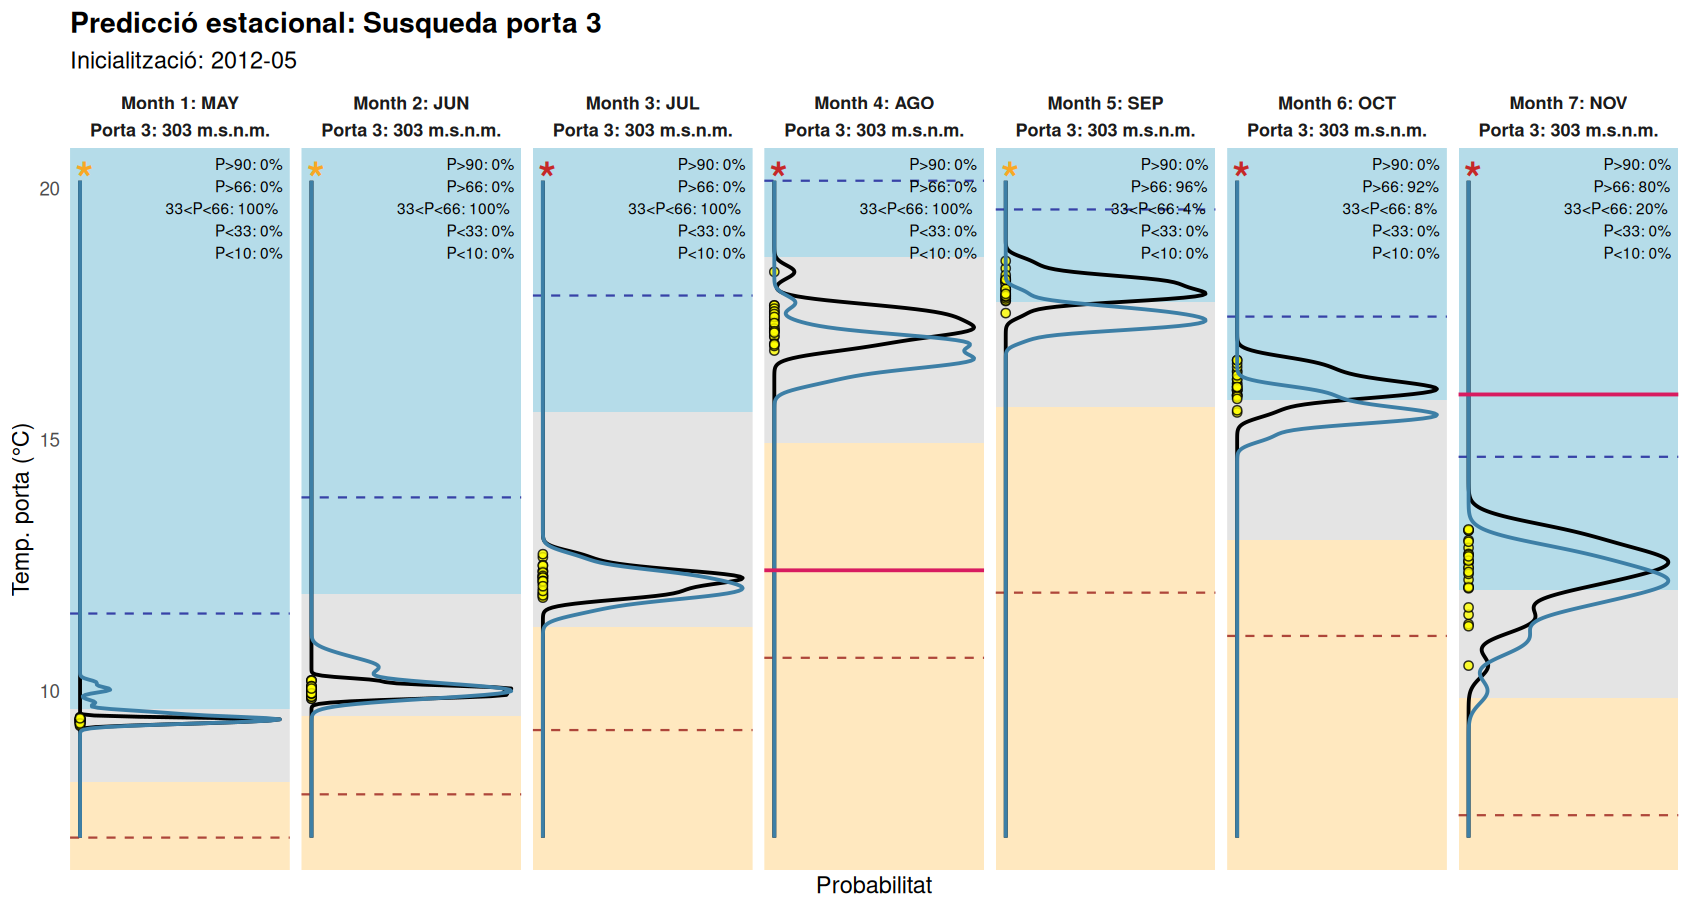 Predicció estacional: Susqueda porta 3
Inicialització: 2012-05
Month 1: MAY
Porta 3: 303 m.s.n.m.
Month 2: JUN
Porta 3: 303 m.s.n.m.
Month 3: JUL
Porta 3: 303 m.s.n.m.
Month 4: AGO
Porta 3: 303 m.s.n.m.
Month 5: SEP
Porta 3: 303 m.s.n.m.
Month 6: OCT
Porta 3: 303 m.s.n.m.
Month 7: NOV
Porta 3: 303 m.s.n.m.
Temp. porta (°C)
20
15
10
*
P>90: 0%
P>66: 0%
33<P<66: 100%
P<33: 0%
P<10: 0%
*
P>90: 0%
P>66: 0%
33<P<66: 100%
P<33: 0%
P<10: 0%
*
P>90: 0%
P>66: 0%
33<P<66: 100%
P<33: 0%
P<10: 0%
*
P>90: 0%
P>66: 0%
33<P<66: 100%
P<33: 0%
P<10: 0%
*
P>90: 0%
P>66: 96%
33<P<66: 4%
P<33: 0%
P<10: 0%
*
P>90: 0%
P>66: 92%
33<P<66: 8%
P<33: 0%
P<10: 0%
*
P>90: 0%
P>66: 80%
33<P<66: 20%
P<33: 0%
P<10: 0%
Probabilitat